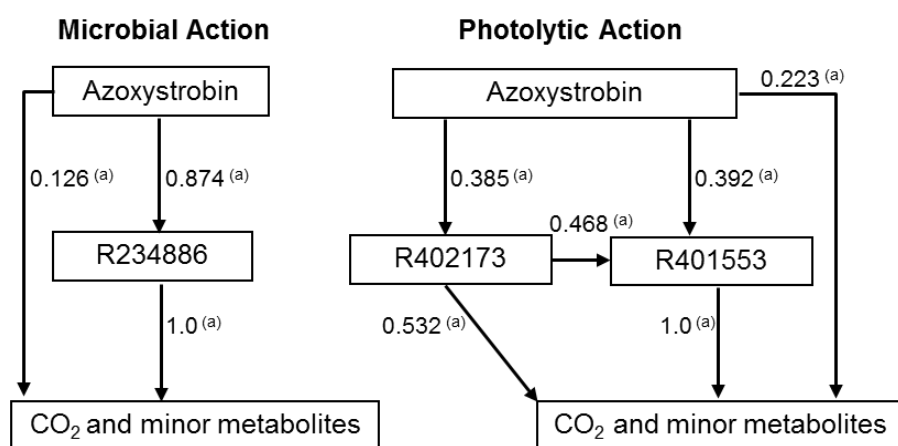 Microbial Action
Photolytic Action
Azoxystrobin
Azoxystrobin
0.223 (a)
0.126 (a)
0.874 (a)
0.385 (a)
0.392 (a)
R234886
R402173
0.468 (a)
R401553
1.0 (a)
0.532 (a)
1.0 (a)
CO₂ and minor metabolites
CO₂ and minor metabolites